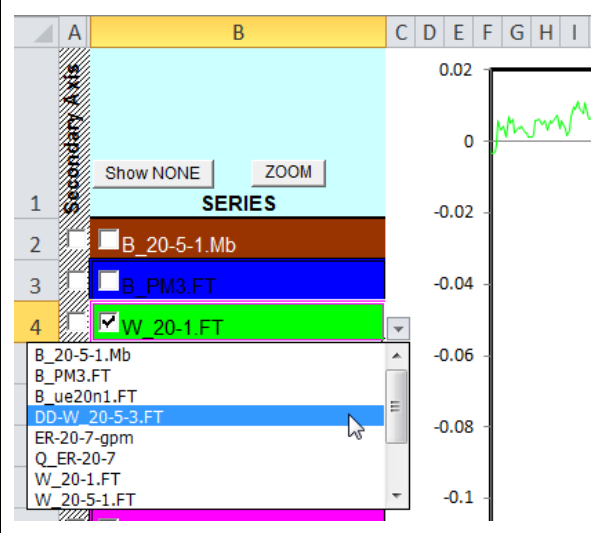 A B C D E F G H I
Secondary Axis
Show NONE ZOOM
1 SERIES
2 B_20-5-1.Mb
3 B_PM3.FT
4 W_20-1.FT
B_20-5-1.Mb
B_PM3.FT
B_ue20n1.FT
DD-W_20-5-3.FT
ER-20-7-gpm
Q_ER-20-7
W_20-1.FT
W_20-5-1.FT
0.02
0
-0.02
-0.04
-0.06
-0.08
-0.1